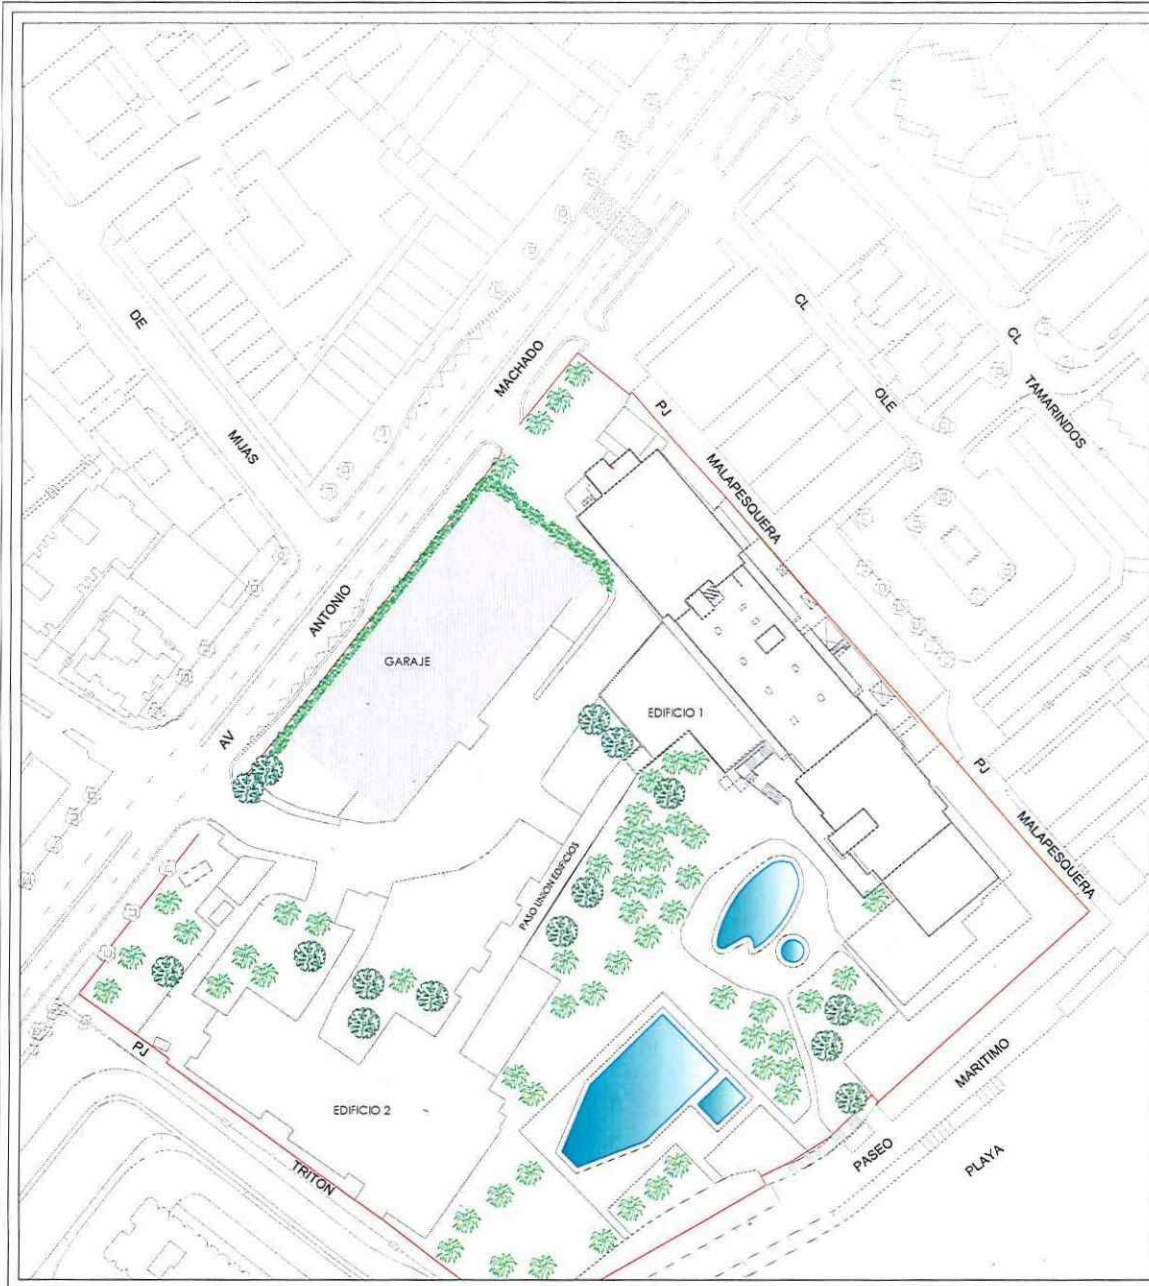 DE
MIJAS
MACHADO
ANTONIO
AV
CL
OLE
CL
TAMARINDOS
PJ
MALAPESQUERA
PJ
MALAPESQUERA
GARAJE
EDIFICIO 1
PASO UNION EDIFICIOS
EDIFICIO 2
PJ
TRITON
MARITIMO
PASEO
PLAYA